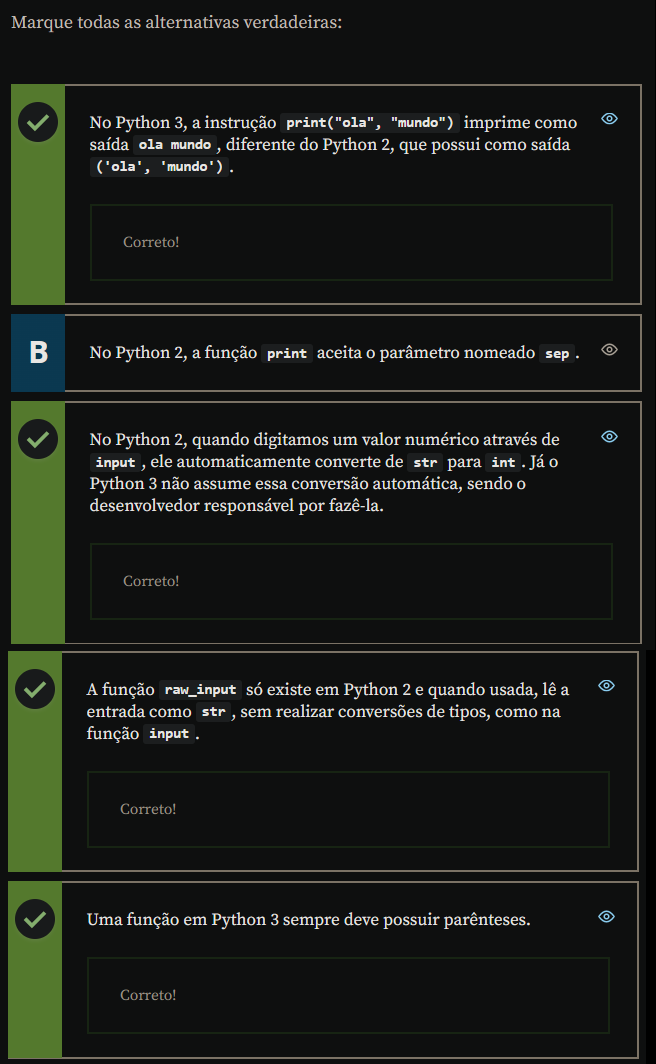 Marque todas as alternativas verdadeiras:
No Python 3, a instrução print("ola", "mundo") imprime como
saída ola mundo, diferente do Python 2, que possui como saída
('ola', 'mundo').
Correto!
B
No Python 2, a função print aceita o parâmetro nomeado sep.
No Python 2, quando digitamos um valor numérico através de
input, ele automaticamente converte de str para int. Já o
Python 3 não assume essa conversão automática, sendo o
desenvolvedor responsável por fazê-la.
Correto!
A função raw_input só existe em Python 2 e quando usada, lê a
entrada como str, sem realizar conversões de tipos, como na
função input.
Correto!
Uma função em Python 3 sempre deve possuir parênteses.
Correto!